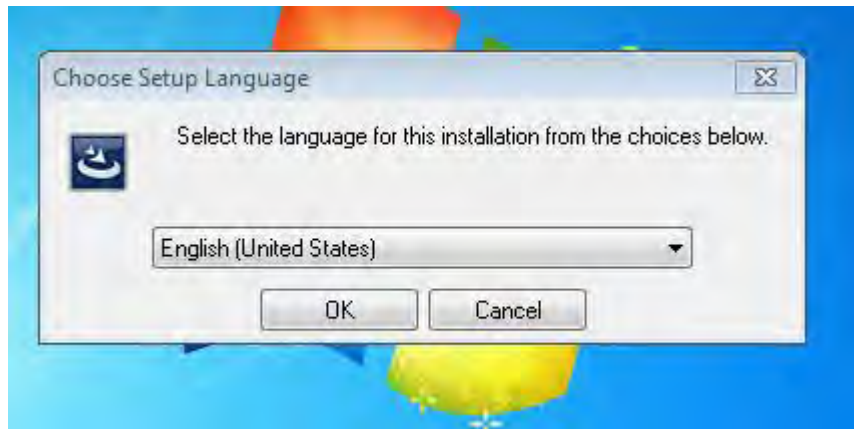 Choose Setup Language
Select the language for this installation from the choices below.
English (United States)
OK
Cancel